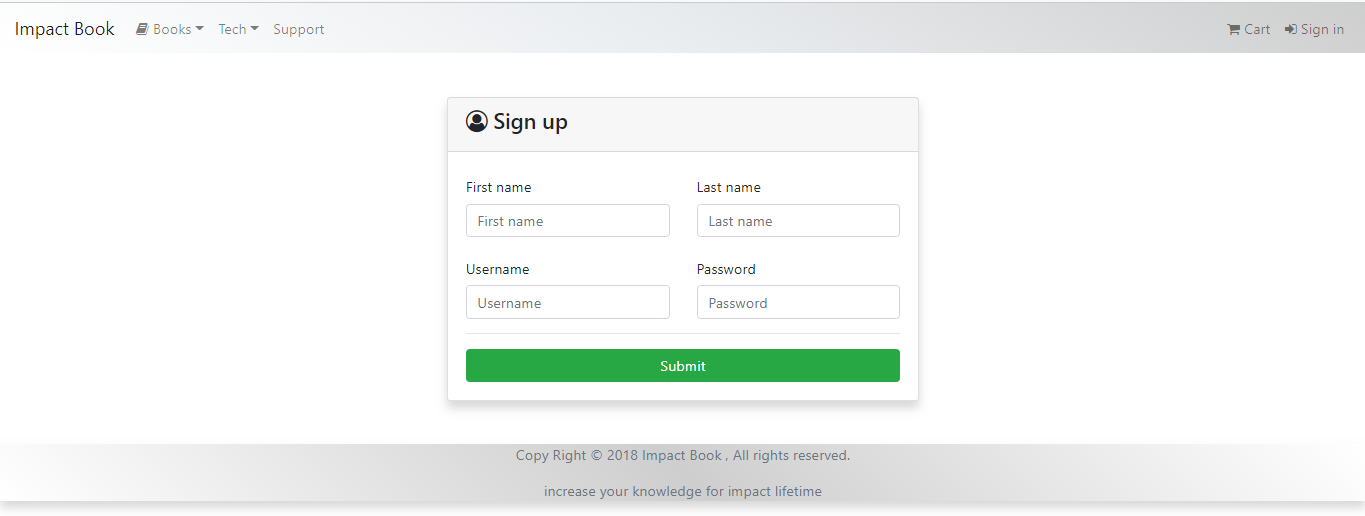 Impact Book Books Tech Support Cart Sign in
Sign up
First name Last name
First name Last name
Username Password
Username Password
Submit
Copy Right © 2018 Impact Book , All rights reserved.
increase your knowledge for impact lifetime